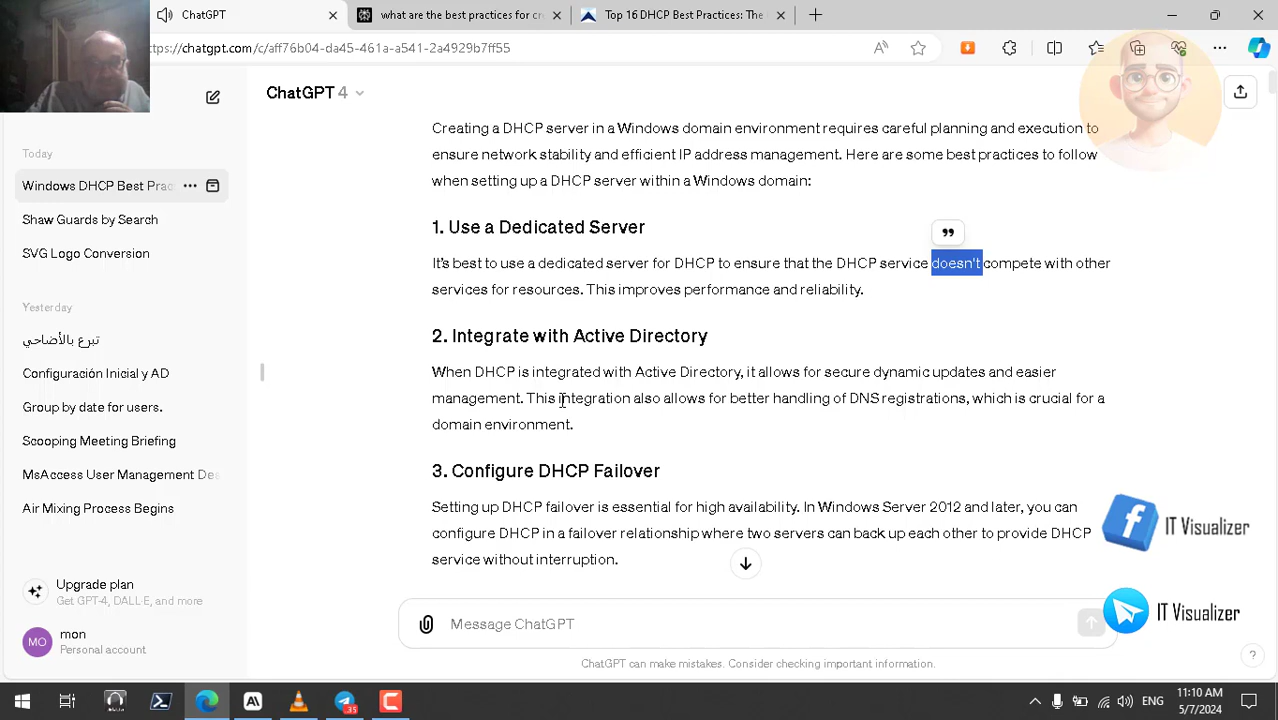 ChatGPT
what are the best practices for cr
Top 16 DHCP Best Practices: The
https://chatgpt.com/c/aff76b04-da45-461a-a541-2a4929b7ff55
ChatGPT 4
Today
Windows DHCP Best Prac
Shaw Guards by Search
SVG Logo Conversion
Yesterday
تبرع بالأضاحي
Configuración Inicial y AD
Group by date for users.
Scooping Meeting Briefing
MsAccess User Management Des
Air Mixing Process Begins
Upgrade plan
Get GPT-4, DALL·E, and more
MO
mon
Personal account
Creating a DHCP server in a Windows domain environment requires careful planning and execution to
ensure network stability and efficient IP address management. Here are some best practices to follow
when setting up a DHCP server within a Windows domain:
1. Use a Dedicated Server
It's best to use a dedicated server for DHCP to ensure that the DHCP service doesn't compete with other
services for resources. This improves performance and reliability.
2. Integrate with Active Directory
When DHCP is integrated with Active Directory, it allows for secure dynamic updates and easier
management. This integration also allows for better handling of DNS registrations, which is crucial for a
domain environment.
3. Configure DHCP Failover
Setting up DHCP failover is essential for high availability. In Windows Server 2012 and later, you can
configure DHCP in a failover relationship where two servers can back up each other to provide DHCP
service without interruption.
Message ChatGPT
ChatGPT can make mistakes. Consider checking important information.
?
IT Visualizer
IT Visualizer
35
ENG
11:10 AM
5/7/2024